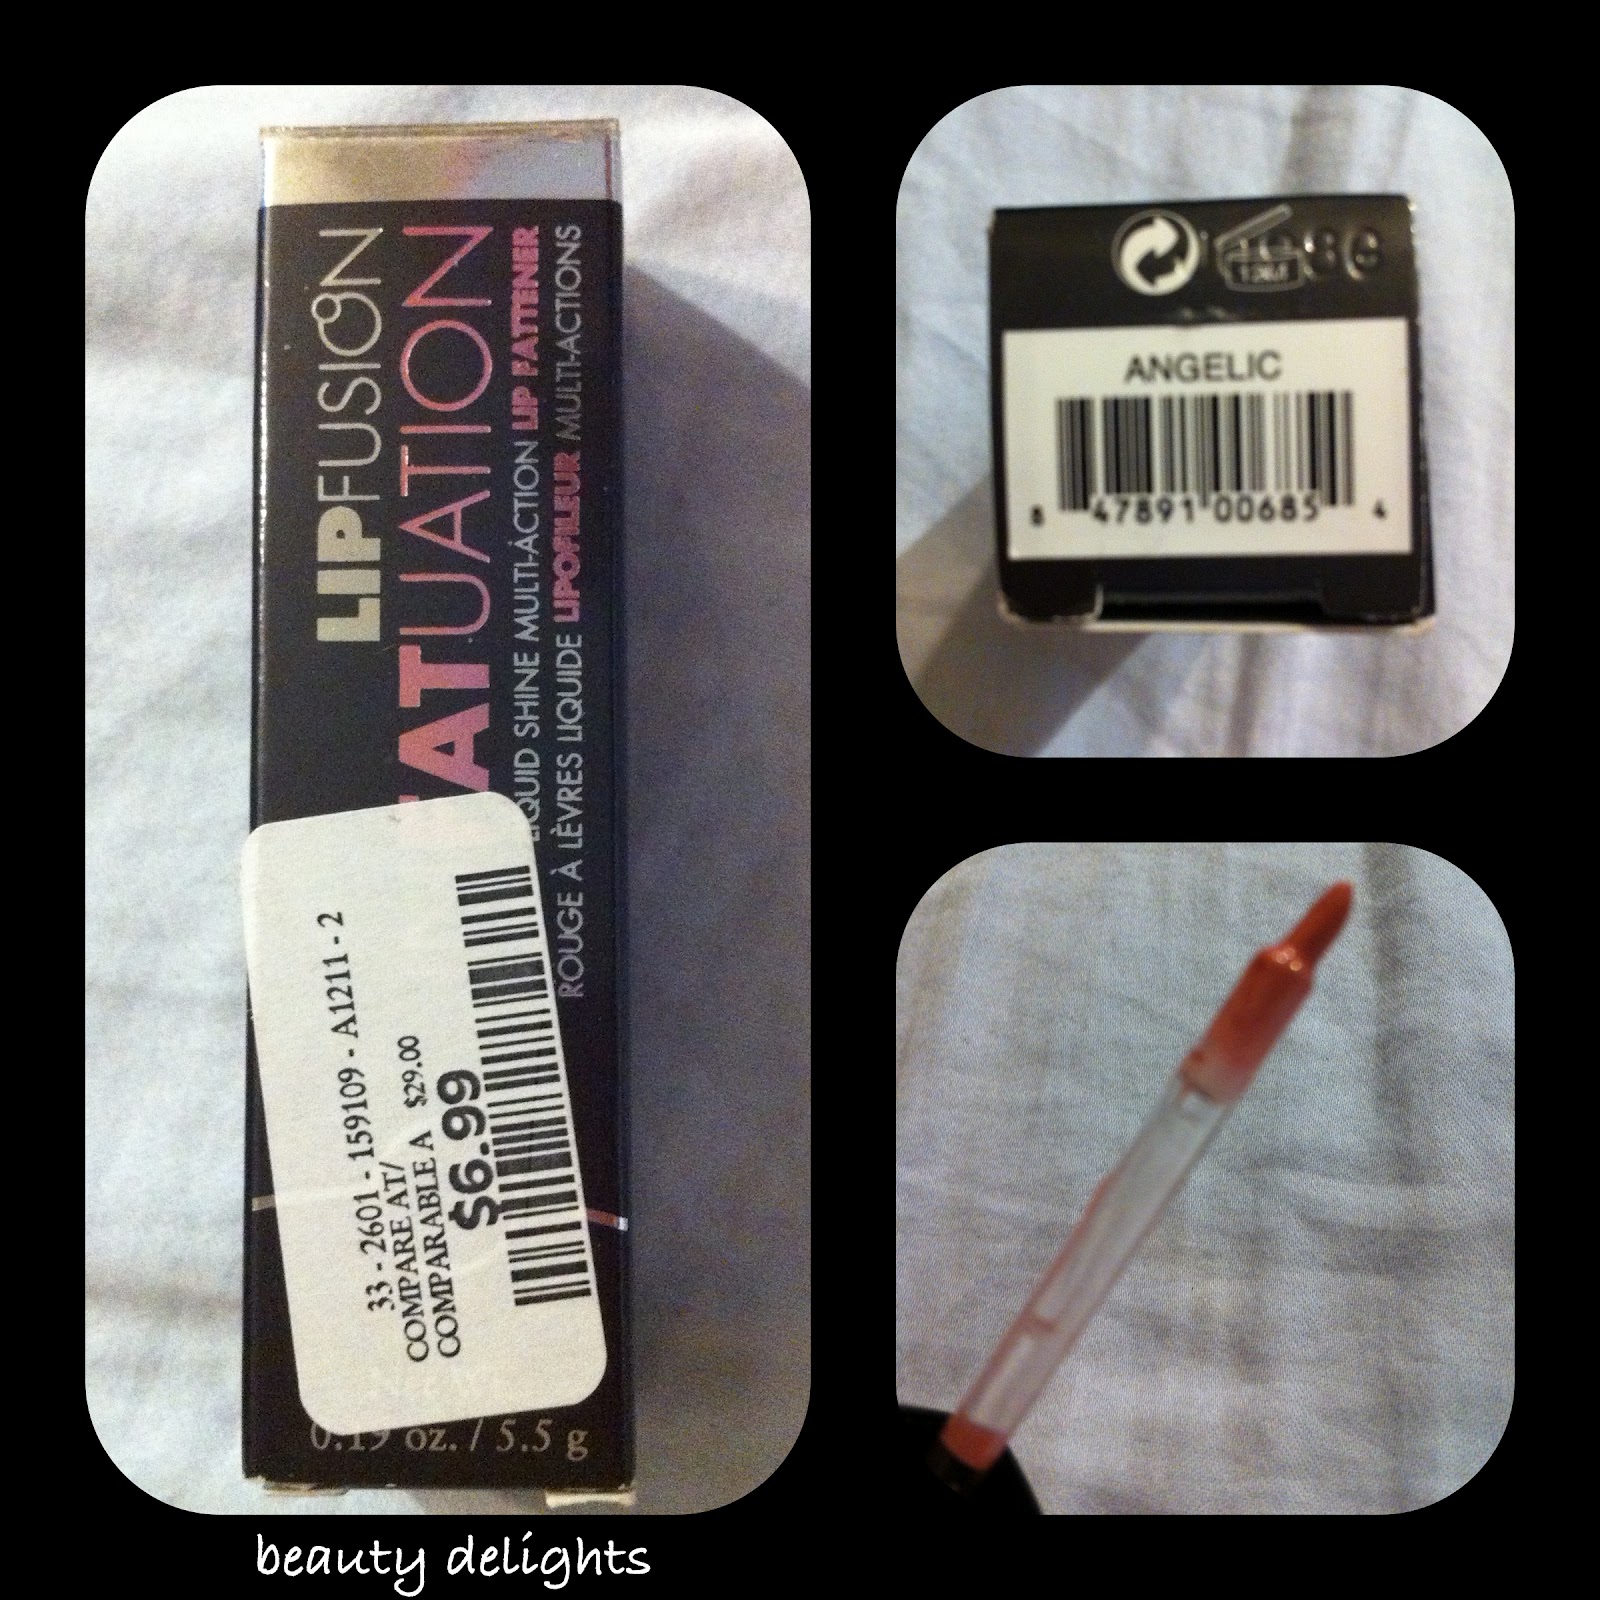 LIPFUSION
FATUATION
LIQUID SHINE MULTI-ACTION LIP FATTENER
ROUGE À LÈVRES LIQUIDE LIPOFILEUR MULTI-ACTIONS
33 - 2601 - 159109 - A1211 - 2
COMPARE AT/
COMPARABLE A $29.00
$6.99
0.19 oz. / 5.5 g
ANGELIC
8 47891 00685 4
beauty delights